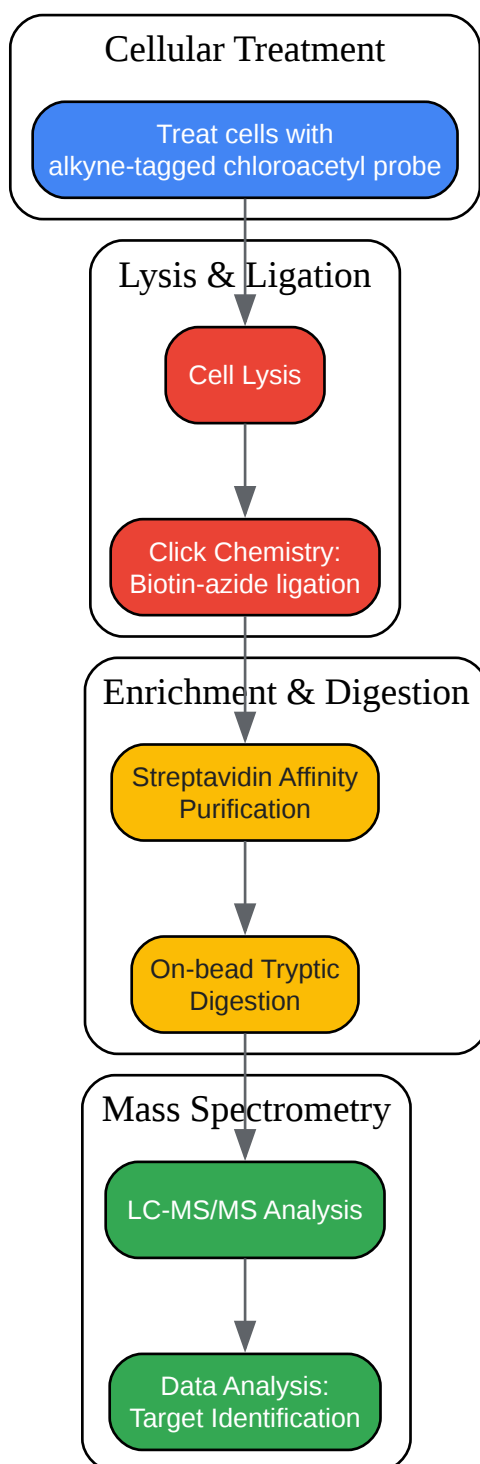 Cellular Treatment
Treat cells with
alkyne-tagged chloroacetyl probe
Lysis & Ligation
Cell Lysis
Click Chemistry:
Biotin-azide ligation
Enrichment & Digestion
Streptavidin Affinity
Purification
On-bead Tryptic
Digestion
Mass Spectrometry
LC-MS/MS Analysis
Data Analysis:
Target Identification